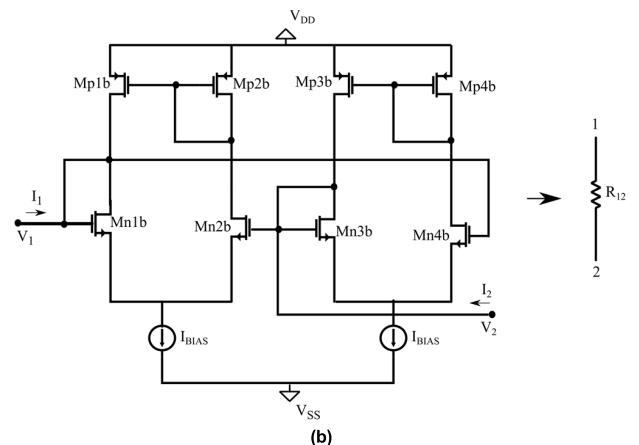 V_DD
Mp1b Mp2b Mp3b Mp4b
1
I_1
R_12
V_1
Mn1b Mn2b Mn3b Mn4b
2
I_2
V_2
I_BIAS I_BIAS
V_SS
(b)